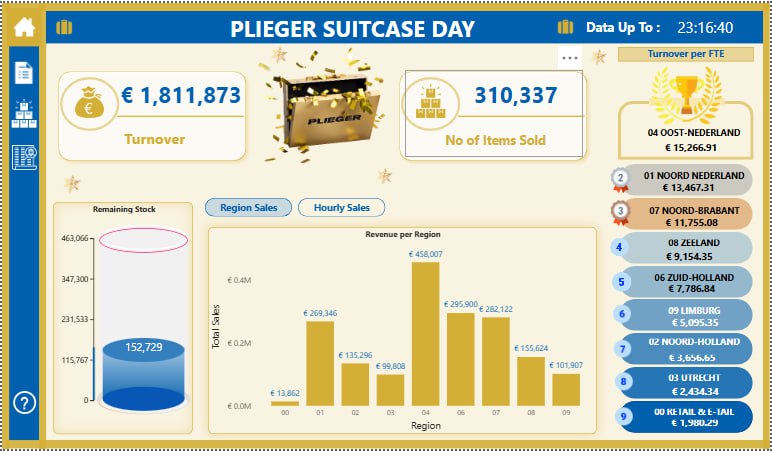 PLIEGER SUITCASE DAY
Data Up To :
23:16:40
€ 1,811,873
Turnover
PLIEGER
310,337
No of Items Sold
Turnover per FTE
04 OOST-NEDERLAND
€ 15,266.91
2
01 NOORD NEDERLAND
€ 13,467.31
3
07 NOORD-BRABANT
€ 11,755.08
4
08 ZEELAND
€ 9,154.35
5
06 ZUID-HOLLAND
€ 7,786.84
6
09 LIMBURG
€ 5,095.35
7
02 NOORD-HOLLAND
€ 3,656.65
8
03 UTRECHT
€ 2,434.34
9
00 RETAIL & E-TAIL
€ 1,980.29
Remaining Stock
463,066
347,300
231,533
115,767
0
152,729
Region Sales
Hourly Sales
Revenue per Region
Total Sales
€ 0.4M
€ 0.2M
€ 0.0M
€ 13,862
€ 269,346
€ 135,296
€ 99,808
€ 458,007
€ 295,900
€ 282,122
€ 155,624
€ 101,907
00 01 02 03 04 06 07 08 09
Region
?